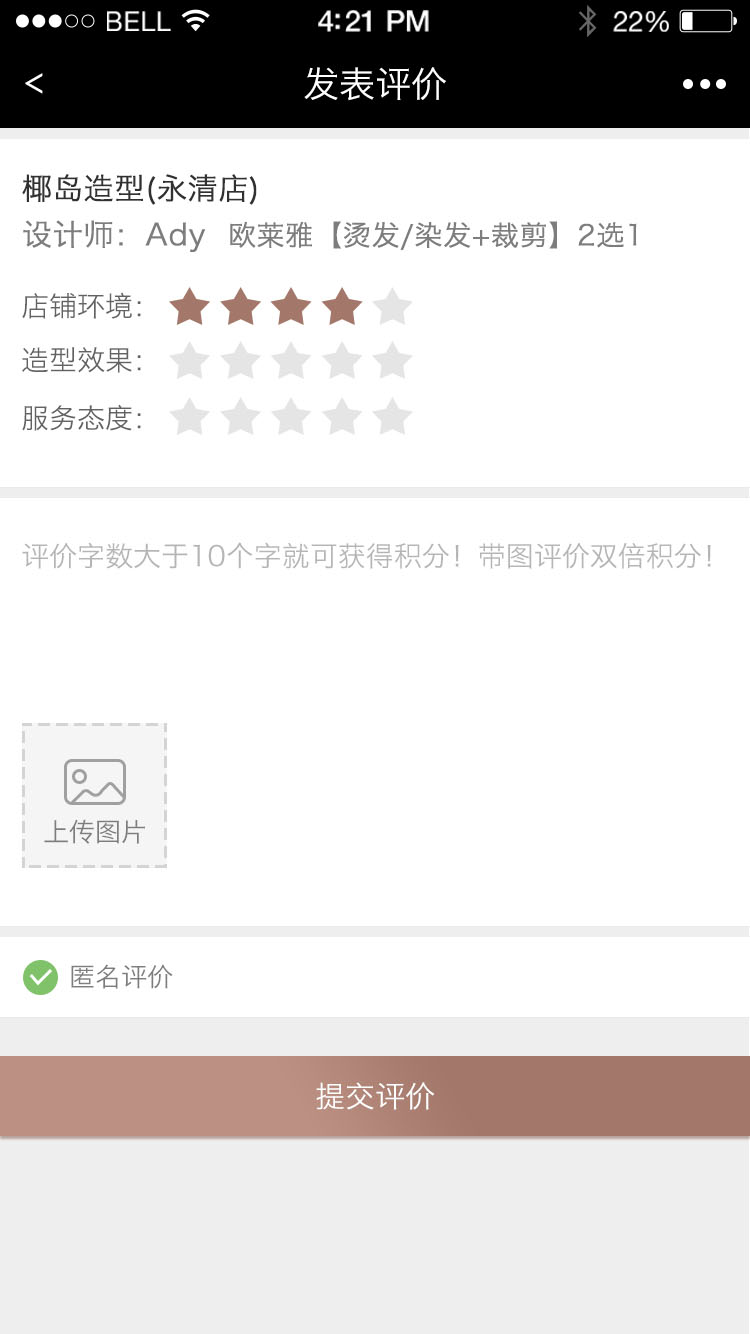 BELL 4:21 PM 22%
< 发表评价
椰岛造型(永清店)
设计师：Ady 欧莱雅【烫发/染发+裁剪】2选1
店铺环境：
造型效果：
服务态度：
评价字数大于10个字就可获得积分！带图评价双倍积分！
上传图片
匿名评价
提交评价